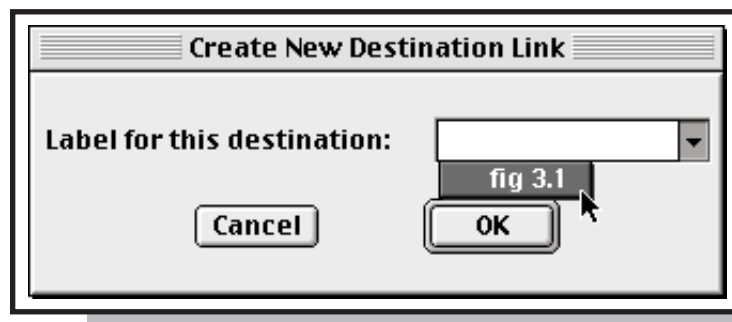 Create New Destination Link
Label for this destination:
fig 3.1
Cancel OK